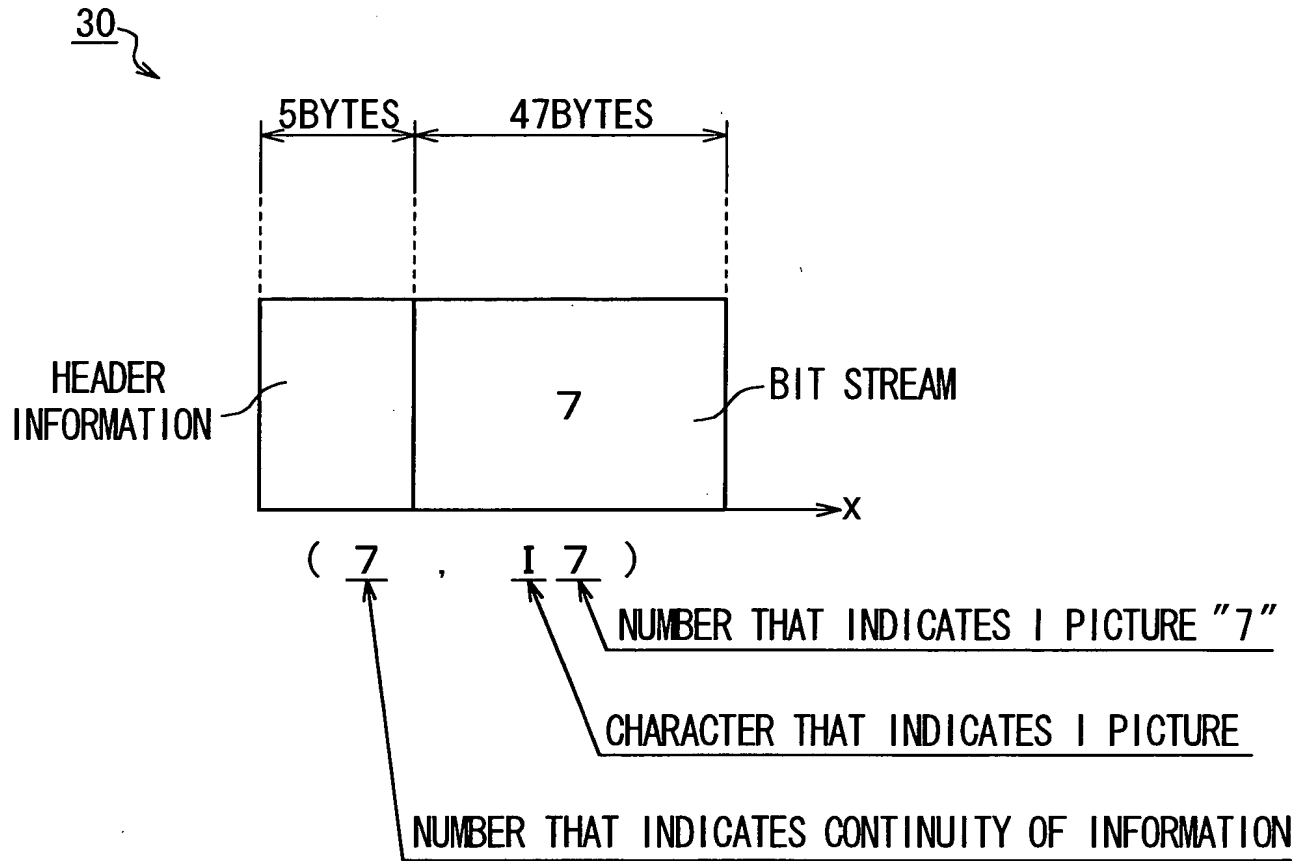 30
5BYTES 47BYTES
HEADER
INFORMATION
7
BIT STREAM
X
( 7 , I 7 )
NUMBER THAT INDICATES I PICTURE "7"
CHARACTER THAT INDICATES I PICTURE
NUMBER THAT INDICATES CONTINUITY OF INFORMATION